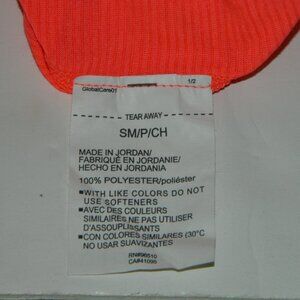 GlobalCare01
1/2
TEAR AWAY
SM/P/CH
MADE IN JORDAN/
FABRIQUÉ EN JORDANIE/
HECHO EN JORDANIA
100% POLYESTER/poliéster
■WITH LIKE COLORS DO NOT
USE SOFTENERS
■AVEC DES COULEURS
SIMILAIRES NE PAS UTILISER
D'ASSOUPLISSANTS
■CON COLORES SIMILARES (30°C
NO USAR SUAVIZANTES
RN#96510
CA#41095